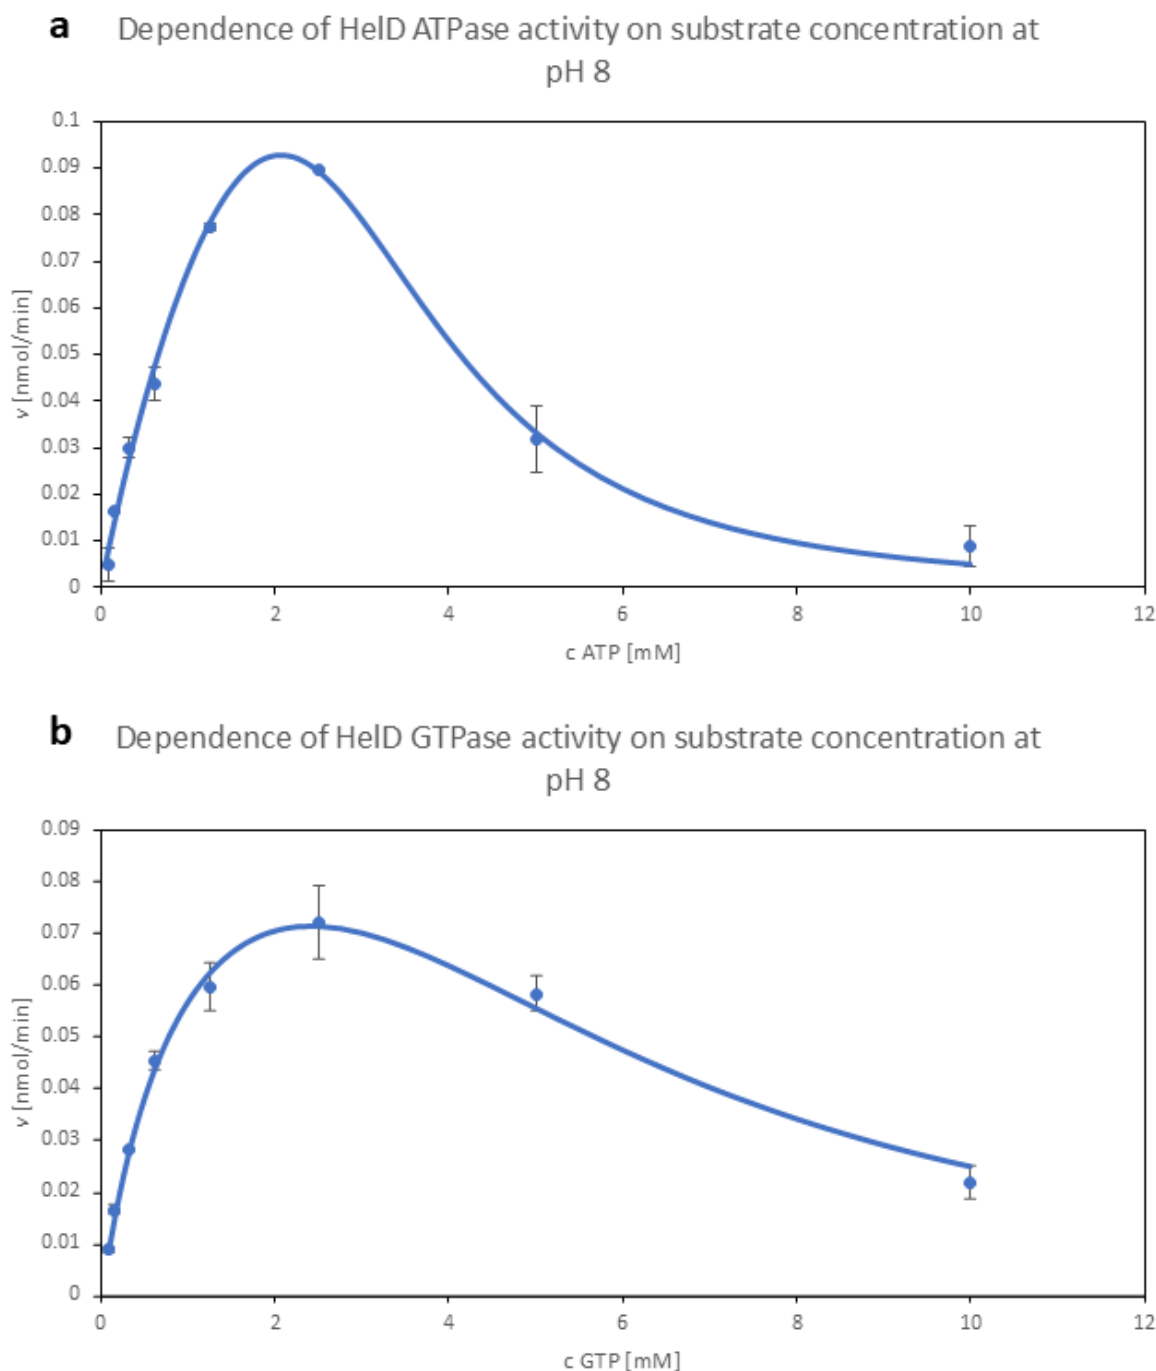 a
Dependence of HelD ATPase activity on substrate concentration at
pH 8
0.1
0.09
0.08
0.07
0.06
0.05
0.04
0.03
0.02
0.01
0
v [nmol/min]
0 2 4 6 8 10 12
c ATP [mM]
b
Dependence of HelD GTPase activity on substrate concentration at
pH 8
0.09
0.08
0.07
0.06
0.05
0.04
0.03
0.02
0.01
0
v [nmol/min]
0 2 4 6 8 10 12
c GTP [mM]